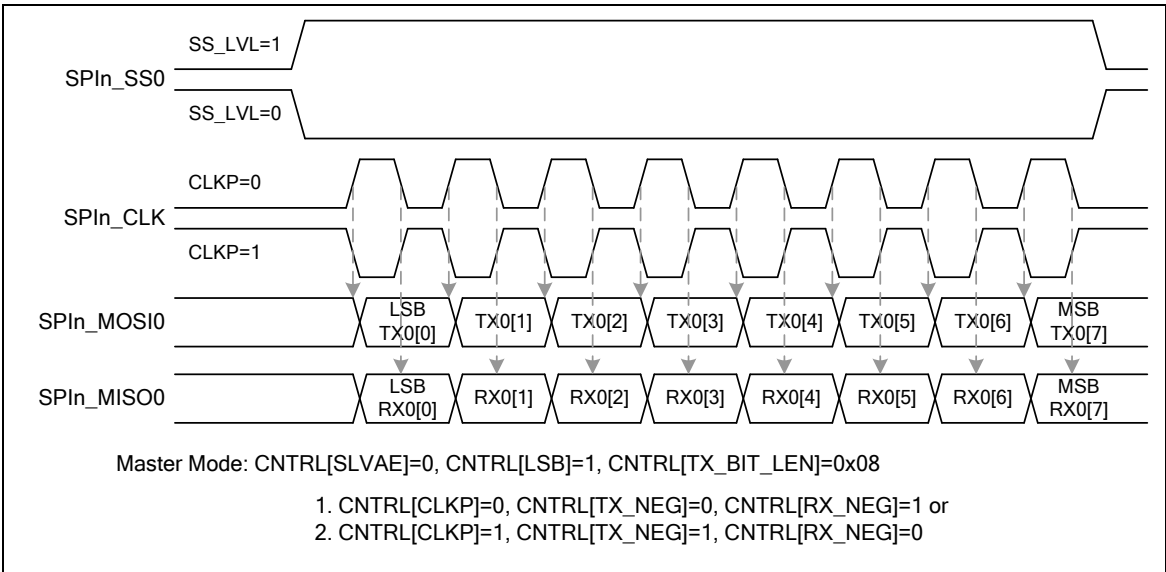 SS_LVL=1
SPIn_SS0
SS_LVL=0
CLKP=0
SPIn_CLK
CLKP=1
SPIn_MOSI0
LSB TX0[0]
TX0[1]
TX0[2]
TX0[3]
TX0[4]
TX0[5]
TX0[6]
MSB TX0[7]
SPIn_MISO0
LSB RX0[0]
RX0[1]
RX0[2]
RX0[3]
RX0[4]
RX0[5]
RX0[6]
MSB RX0[7]
Master Mode: CNTRL[SLVAE]=0, CNTRL[LSB]=1, CNTRL[TX_BIT_LEN]=0x08
1. CNTRL[CLKP]=0, CNTRL[TX_NEG]=0, CNTRL[RX_NEG]=1 or
2. CNTRL[CLKP]=1, CNTRL[TX_NEG]=1, CNTRL[RX_NEG]=0